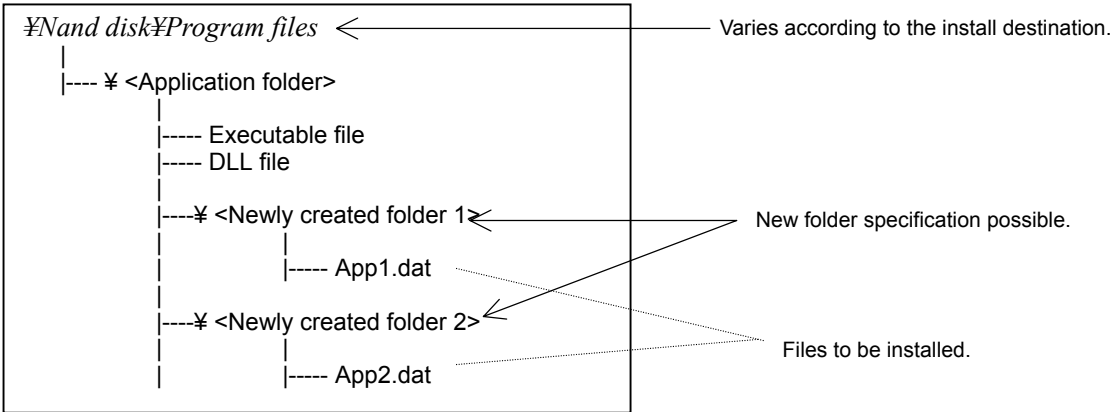 ¥Nand disk¥Program files
Varies according to the install destination.
|---- ¥ <Application folder>
|----- Executable file
|----- DLL file
|----¥ <Newly created folder 1>
New folder specification possible.
|----- App1.dat
|----¥ <Newly created folder 2>
Files to be installed.
|----- App2.dat